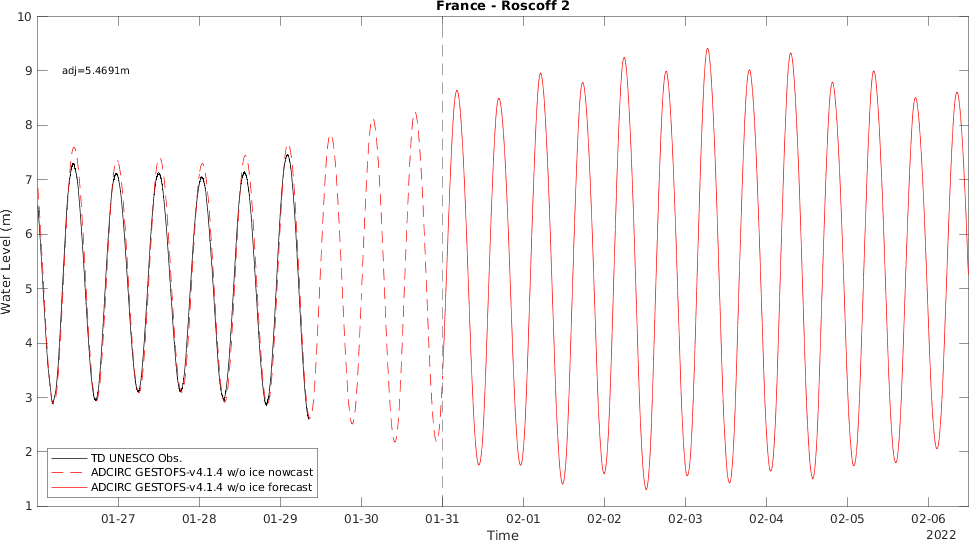 France - Roscoff 2
10
9
8
7
6
5
4
3
2
1
Water Level (m)
adj=5.4691m
TD UNESCO Obs.
ADCIRC GESTOFS-v4.1.4 w/o ice nowcast
ADCIRC GESTOFS-v4.1.4 w/o ice forecast
01-27 01-28 01-29 01-30 01-31 02-01 02-02 02-03 02-04 02-05 02-06
Time
2022